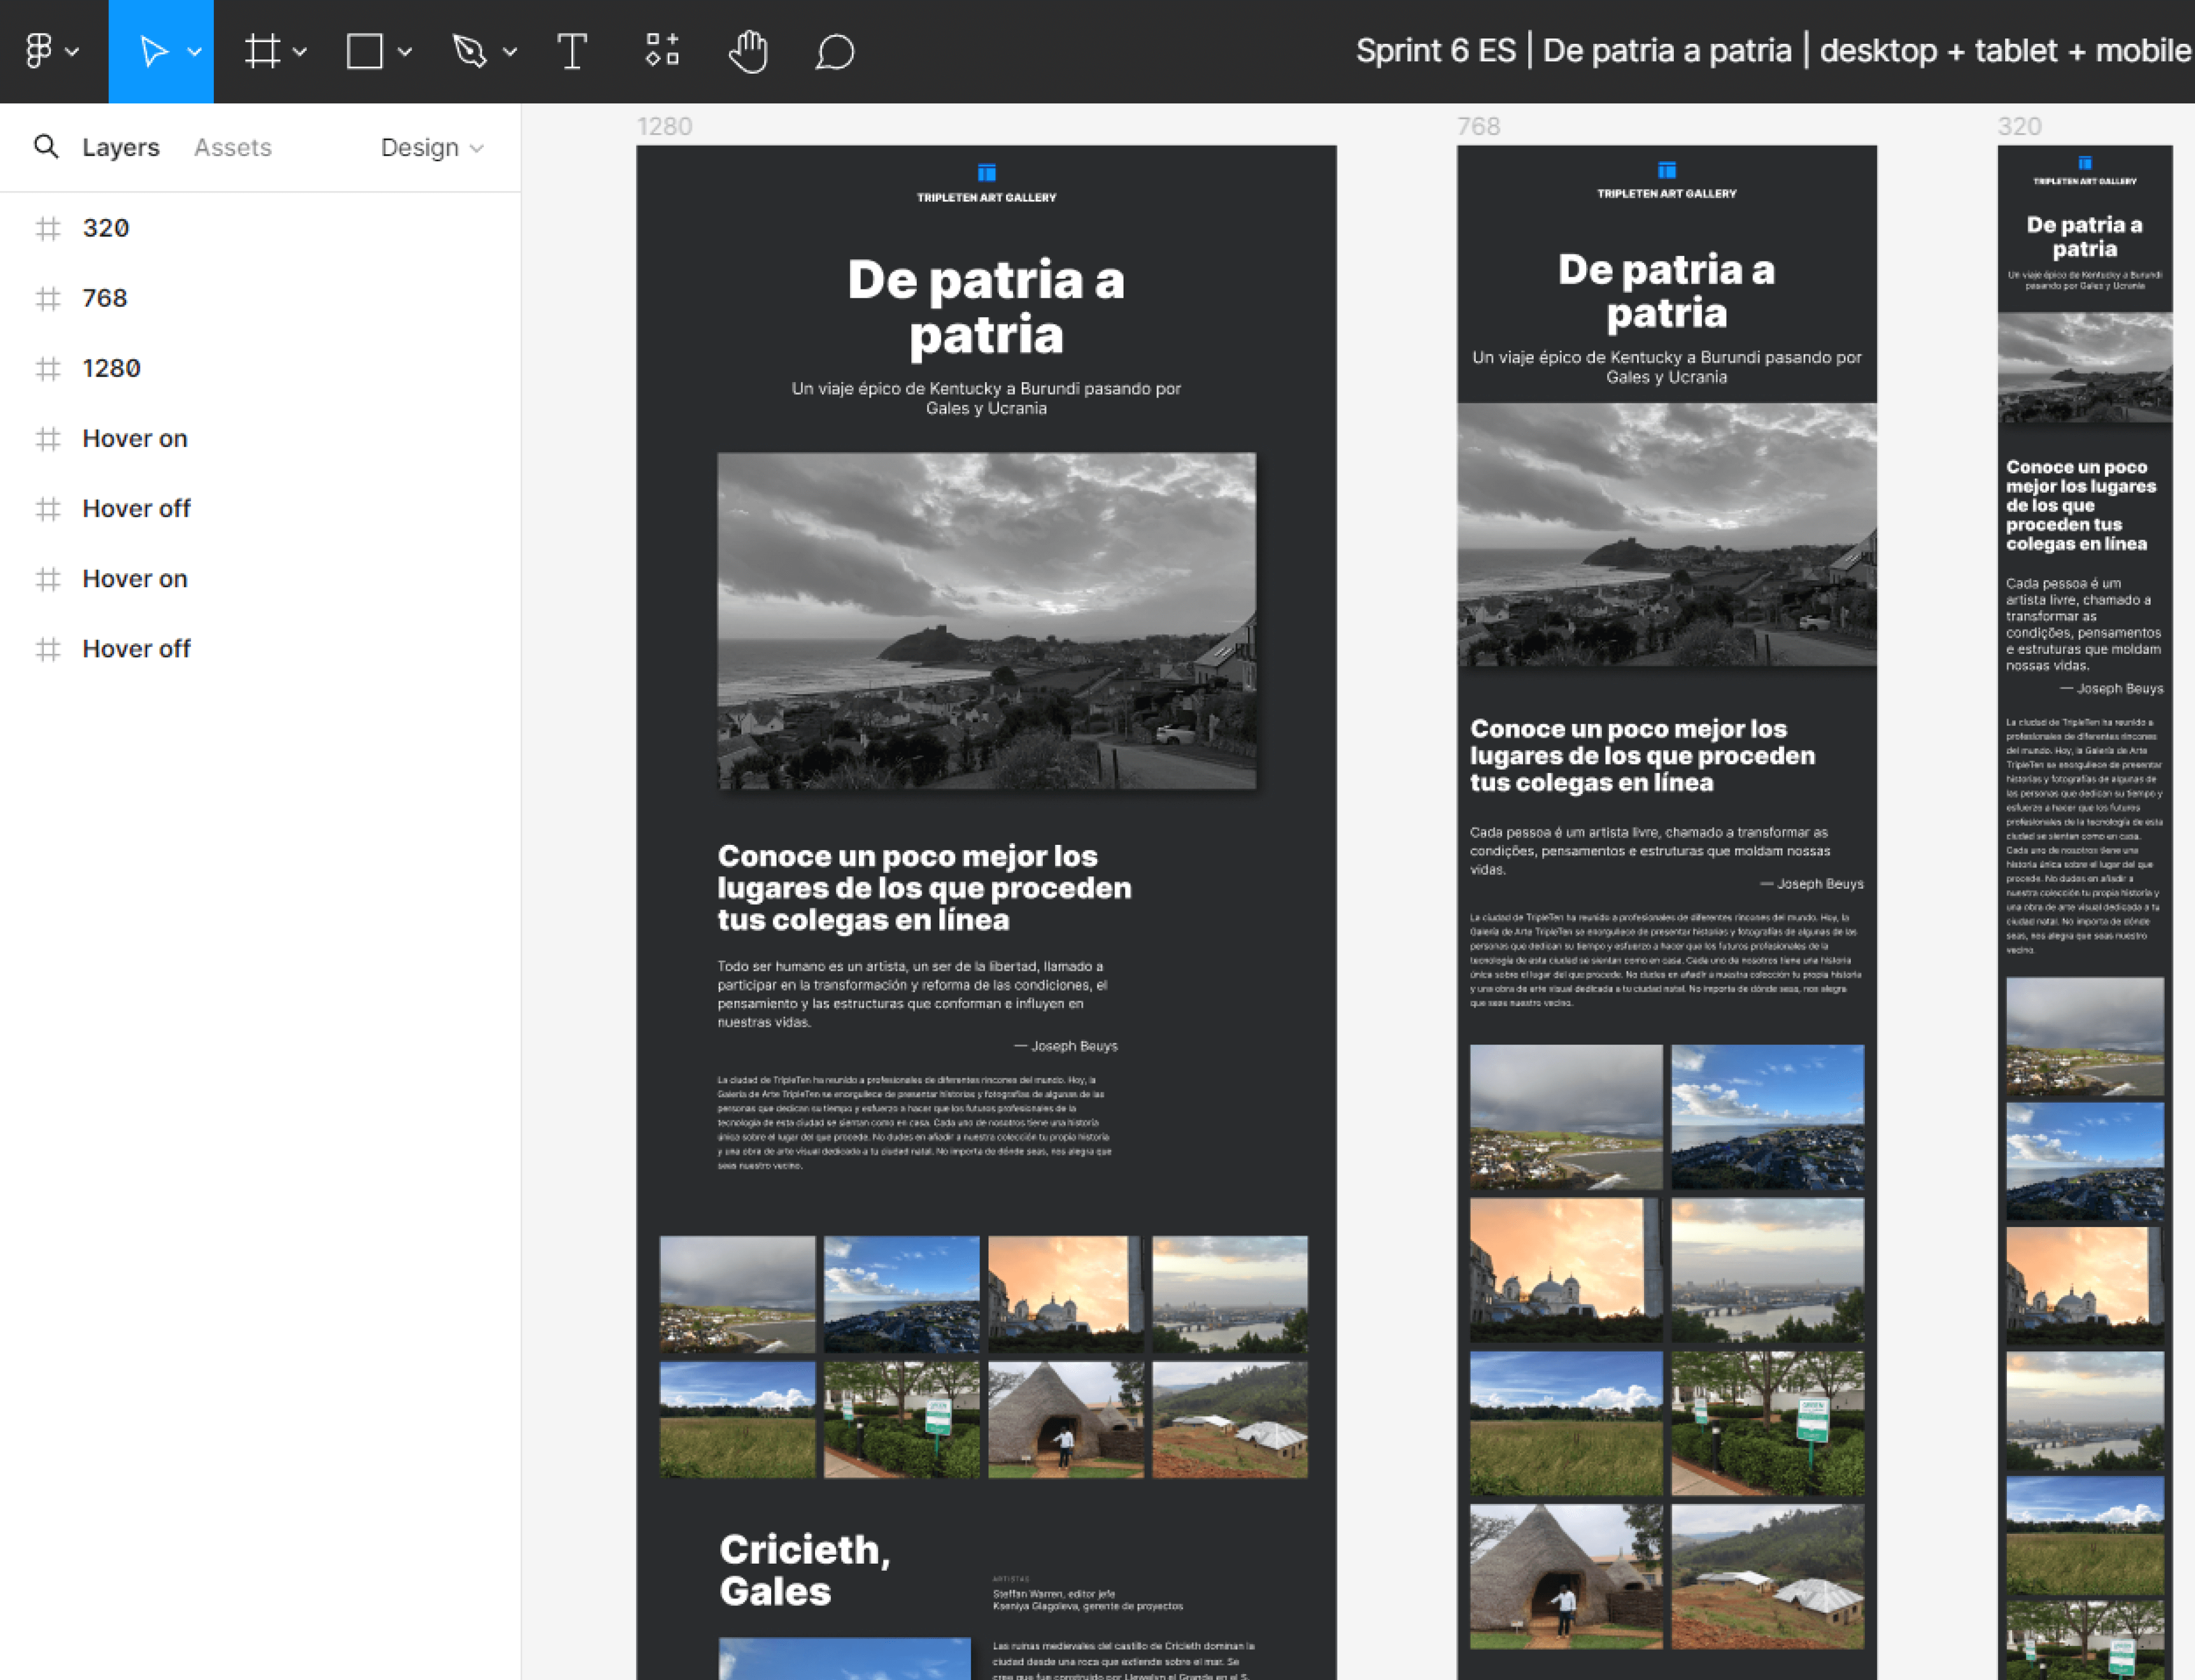 Sprint 6 ES | De patria a patria | desktop + tablet + mobile
Layers
Assets
Design
320
768
1280
Hover on
Hover off
Hover on
Hover off
1280
TRIPLETEN ART GALLERY
De patria a
patria
Un viaje épico de Kentucky a Burundi pasando por
Gales y Ucrania
Conoce un poco mejor los
lugares de los que proceden
tus colegas en línea
Todo ser humano es un artista, un ser de la libertad, llamado a
participar en la transformación y reforma de las condiciones, el
pensamiento y las estructuras que conforman e influyen en
nuestras vidas.
— Joseph Beuys
La ciudad de TripleTen ha reunido a profesionales de diferentes rincones del mundo. Hoy, la
Galería de Arte TripleTen se enorgullece de presentar historias y fotografías de algunas de las
personas que dedican su tiempo y esfuerzo a hacer que los futuros profesionales de la
tecnología de esta ciudad se sientan como en casa. Cada uno de nosotros tiene una historia
única sobre el lugar del que procede. No dudes en añadir a nuestra colección tu propia historia
y una obra de arte visual dedicada a tu ciudad natal. No importa de dónde seas, nos alegra que
seas nuestro vecino.
Cricieth,
Gales
ARTISTAS
Steffan Warren, editor jefe
Kseniya Glagoleva, gerente de proyectos
Las ruinas medievales del castillo de Cricieth dominan la
ciudad desde una roca que extiende sobre el mar. Se
cree que fue construido por Llewelyn el Grande en el S.
768
TRIPLETEN ART GALLERY
De patria a
patria
Un viaje épico de Kentucky a Burundi pasando por
Gales y Ucrania
Conoce un poco mejor los
lugares de los que proceden
tus colegas en línea
Cada pessoa é um artista livre, chamado a transformar as
condições, pensamentos e estruturas que moldam nossas
vidas.
— Joseph Beuys
La ciudad de TripleTen ha reunido a profesionales de diferentes rincones del mundo. Hoy, la
Galería de Arte TripleTen se enorgullece de presentar historias y fotografías de algunas de las
personas que dedican su tiempo y esfuerzo a hacer que los futuros profesionales de la
tecnología de esta ciudad se sientan como en casa. Cada uno de nosotros tiene una historia
única sobre el lugar del que procede. No dudes en añadir a nuestra colección tu propia historia
y una obra de arte visual dedicada a tu ciudad natal. No importa de dónde seas, nos alegra
que seas nuestro vecino.
320
TRIPLETEN ART GALLERY
De patria a
patria
Un viaje épico de Kentucky a Burundi
pasando por Gales y Ucrania
Conoce un poco
mejor los lugares
de los que
proceden tus
colegas en línea
Cada pessoa é um
artista livre, chamado a
transformar as
condições, pensamentos
e estruturas que moldam
nossas vidas.
— Joseph Beuys
La ciudad de TripleTen ha reunido a
profesionales de diferentes rincones
del mundo. Hoy, la Galería de Arte
TripleTen se enorgullece de presentar
historias y fotografías de algunas de
las personas que dedican su tiempo y
esfuerzo a hacer que los futuros
profesionales de la tecnología de esta
ciudad se sientan como en casa.
Cada uno de nosotros tiene una
historia única sobre el lugar del que
procede. No dudes en añadir a
nuestra colección tu propia historia y
una obra de arte visual dedicada a tu
ciudad natal. No importa de dónde
seas, nos alegra que seas nuestro
vecino.